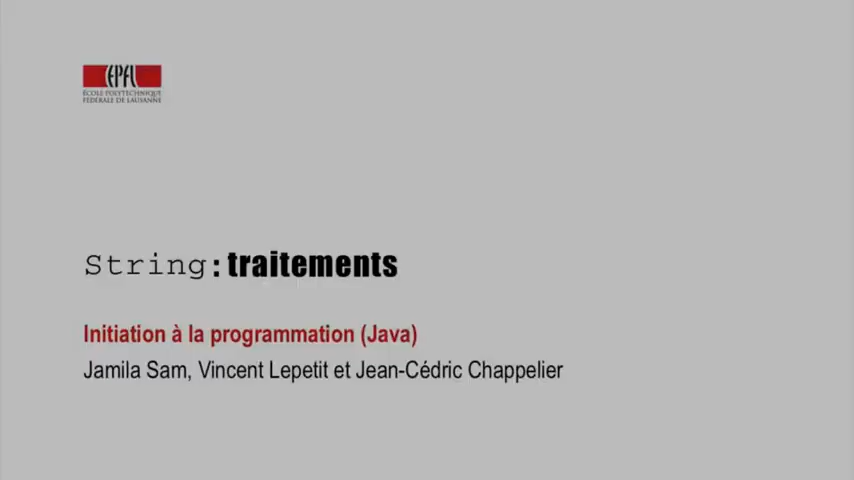 EPFL
ÉCOLE POLYTECHNIQUE
FÉDÉRALE DE LAUSANNE
String : traitements
Initiation à la programmation (Java)
Jamila Sam, Vincent Lepetit et Jean-Cédric Chappelier